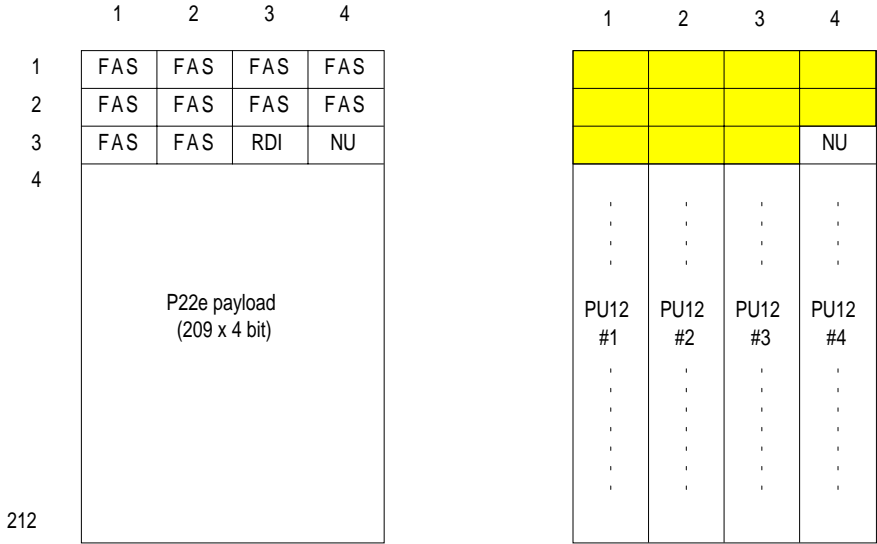 1 2 3 4
1 FAS FAS FAS FAS
2 FAS FAS FAS FAS
3 FAS FAS RDI NU
4
P22e payload
(209 x 4 bit)
212
1 2 3 4
NU
PU12 PU12 PU12 PU12
#1 #2 #3 #4